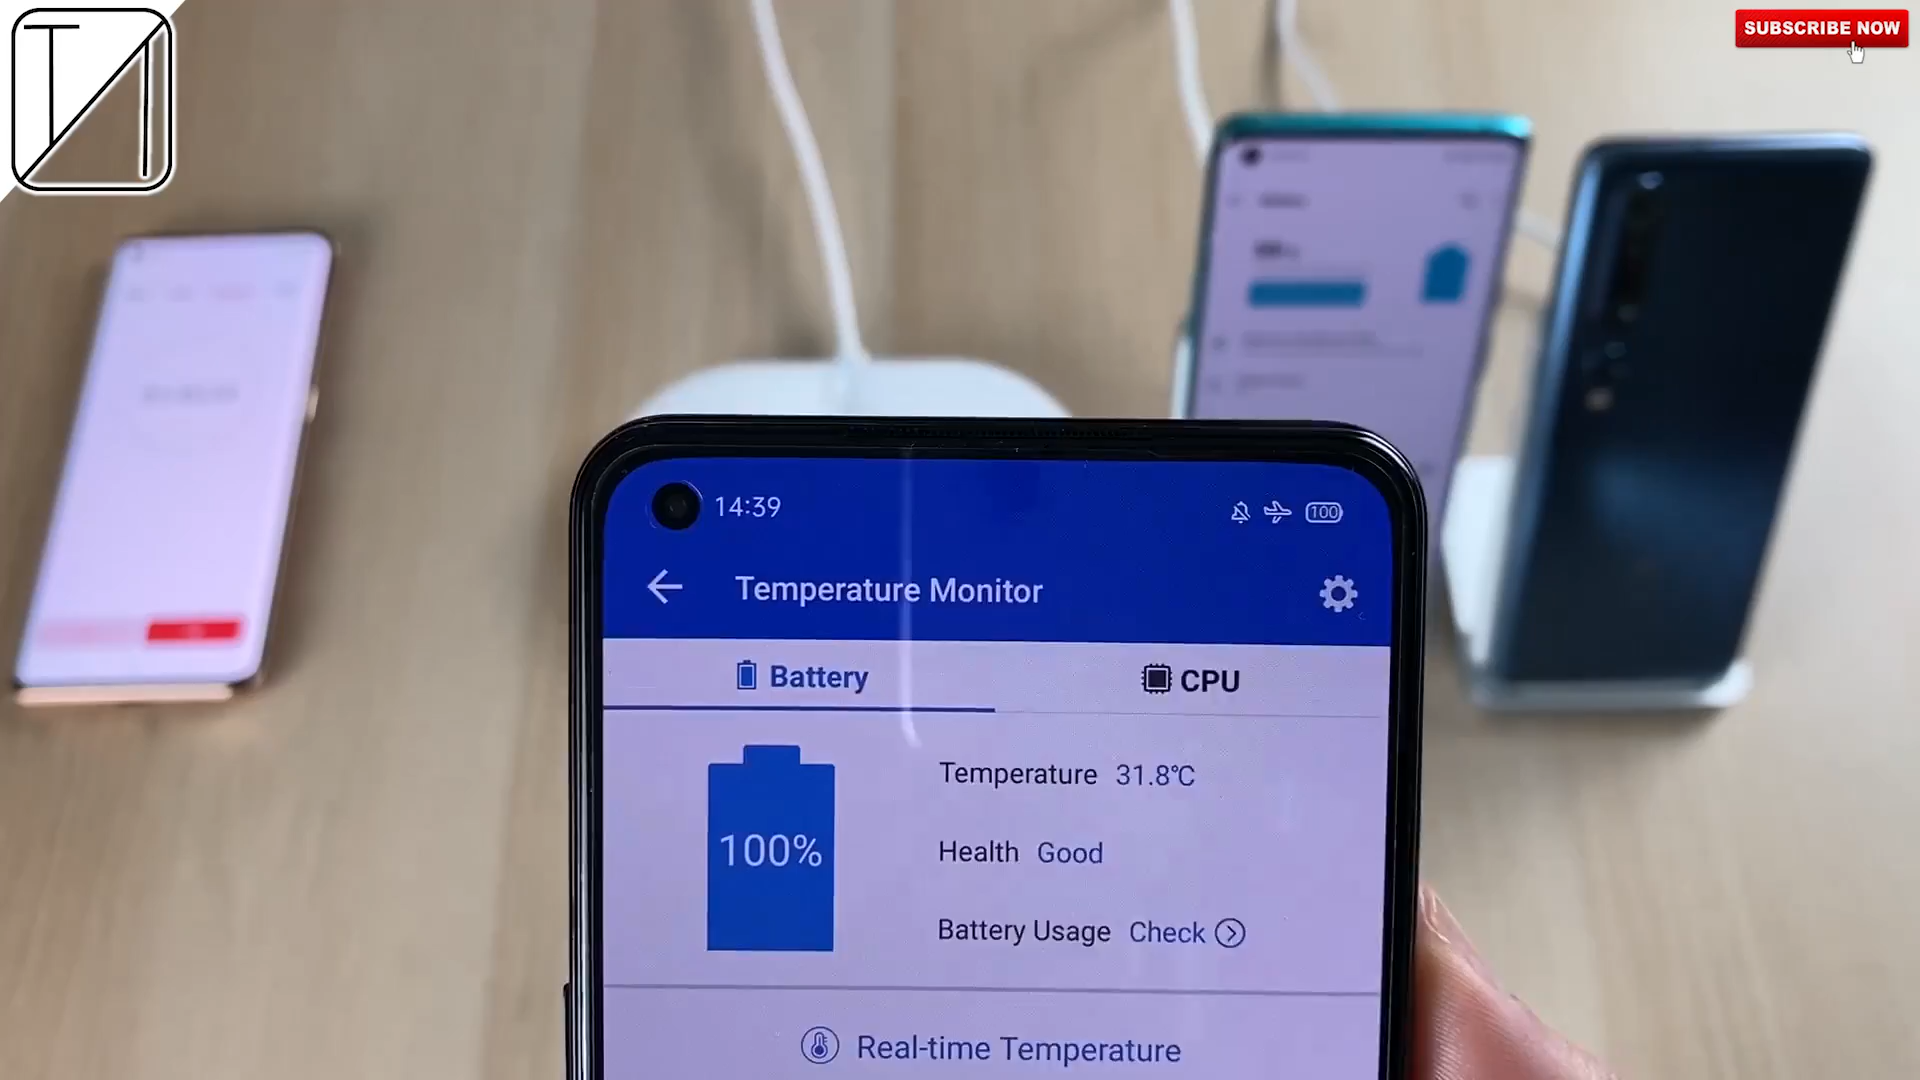 SUBSCRIBE NOW
14:39
100
Temperature Monitor
Battery
CPU
100%
Temperature 31.8℃
Health Good
Battery Usage Check
Real-time Temperature